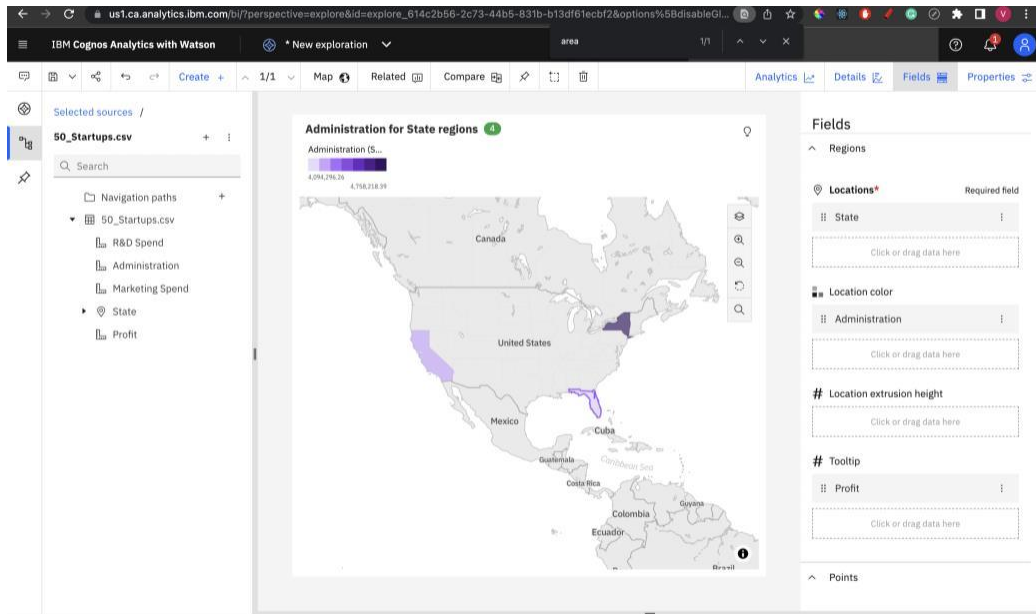 us1.ca.analytics.ibm.com/bi/?perspective=explore&id=explore_614c2b56-2c73-44b5-831b-b13df61ecbf2&options%5BdisableGl...
V
IBM Cognos Analytics with Watson
* New exploration
area
1/1
1
Create +
1/1
Map
Related
Compare
Analytics
Details
Fields
Properties
Selected sources /
50_Startups.csv
Search
Navigation paths
50_Startups.csv
R&D Spend
Administration
Marketing Spend
State
Profit
Administration for State regions 4
Administration (S...
4,094,296.26
4,758,218.39
Canada
United States
Mexico
Cuba
Guatemala
Caribbean Sea
Costa Rica
Guyana
Colombia
Ecuador
Brazil
Fields
Regions
Locations* Required field
State
Click or drag data here
Location color
Administration
Click or drag data here
# Location extrusion height
Click or drag data here
# Tooltip
Profit
Click or drag data here
Points